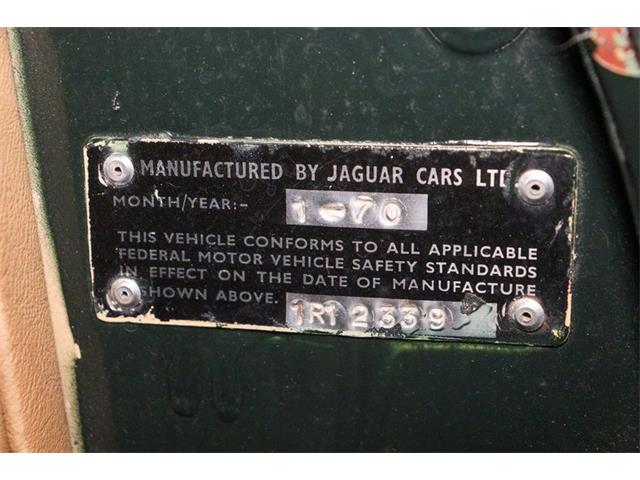 MANUFACTURED BY JAGUAR CARS LTD
MONTH/YEAR:- 1-70
THIS VEHICLE CONFORMS TO ALL APPLICABLE
FEDERAL MOTOR VEHICLE SAFETY STANDARDS
IN EFFECT ON THE DATE OF MANUFACTURE
SHOWN ABOVE. 1R12339